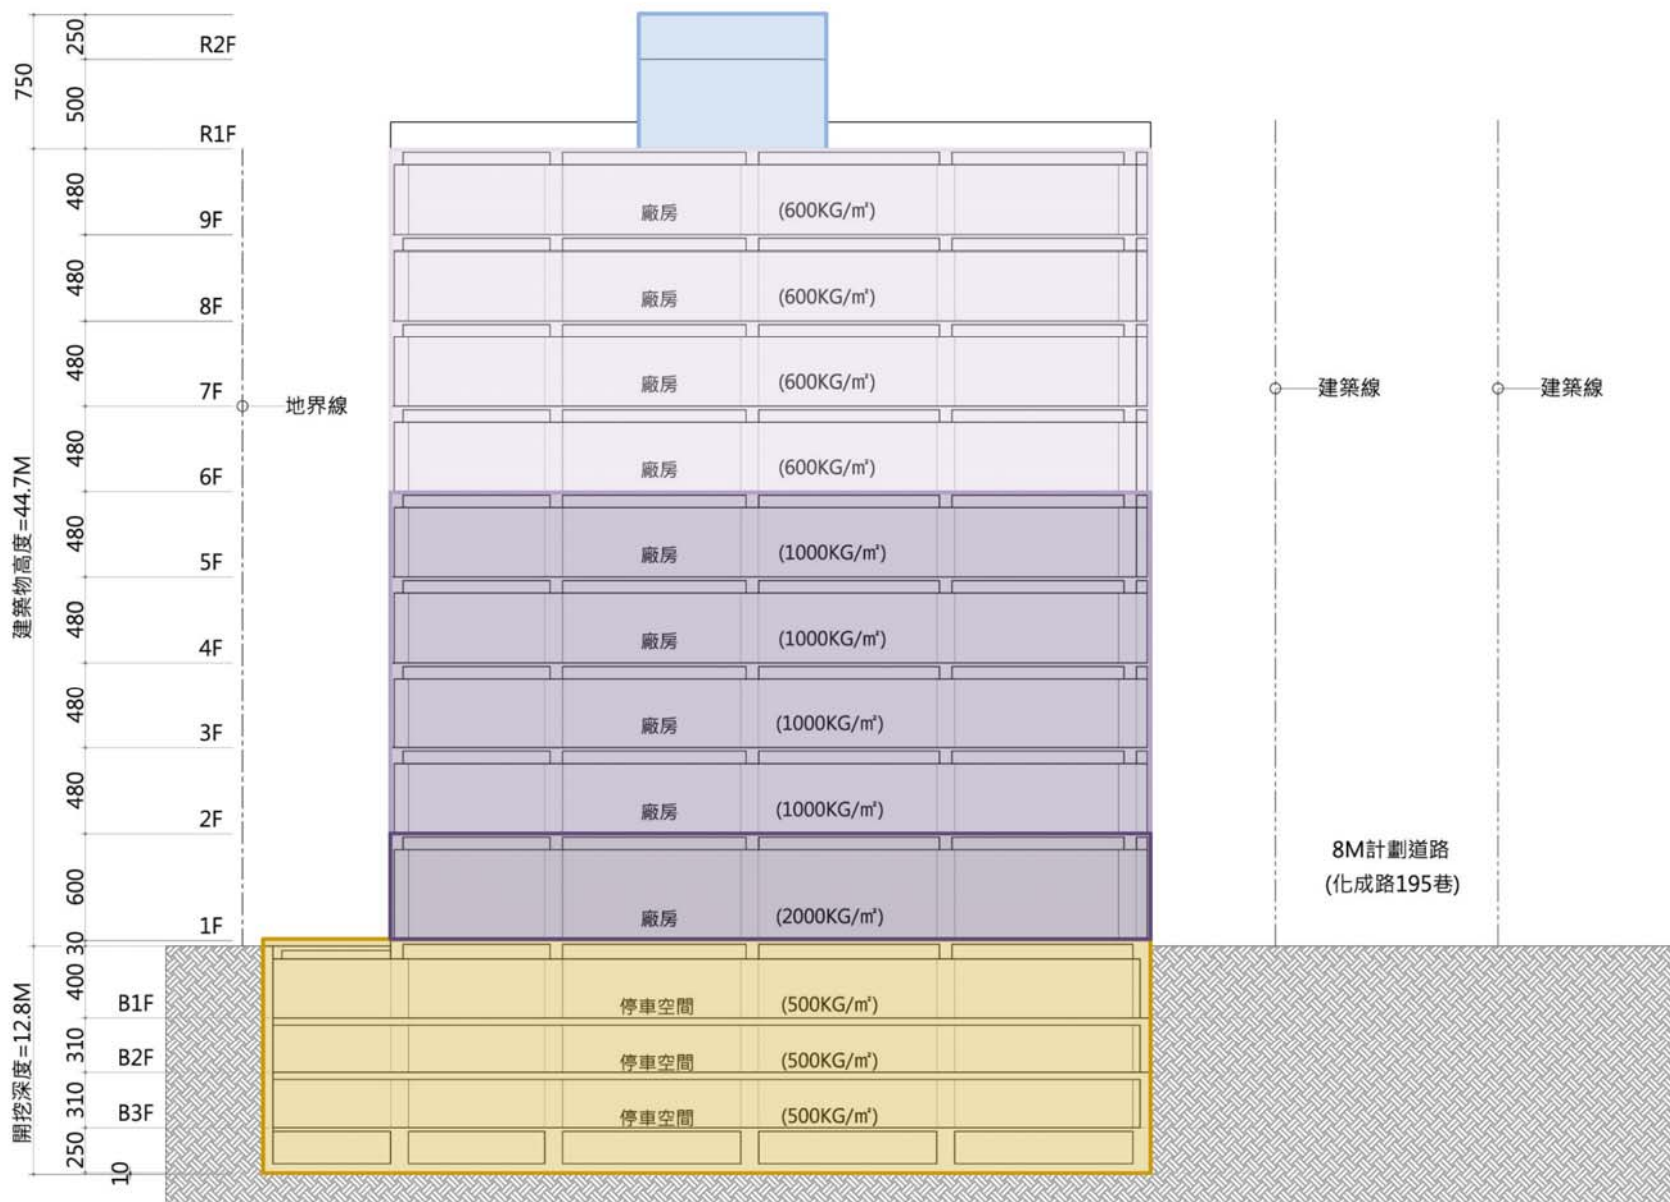 250
R2F
750
500
R1F
480
9F
廠房
(600KG/㎡)
480
8F
廠房
(600KG/㎡)
480
7F
廠房
(600KG/㎡)
地界線
建築線
建築線
480
6F
廠房
(600KG/㎡)
建築物高度=44.7M
480
5F
廠房
(1000KG/㎡)
480
4F
廠房
(1000KG/㎡)
480
3F
廠房
(1000KG/㎡)
480
2F
廠房
(1000KG/㎡)
8M計劃道路
(化成路195巷)
600
1F
廠房
(2000KG/㎡)
30
開挖深度=12.8M
400
B1F
停車空間
(500KG/㎡)
310
B2F
停車空間
(500KG/㎡)
310
B3F
停車空間
(500KG/㎡)
250
10